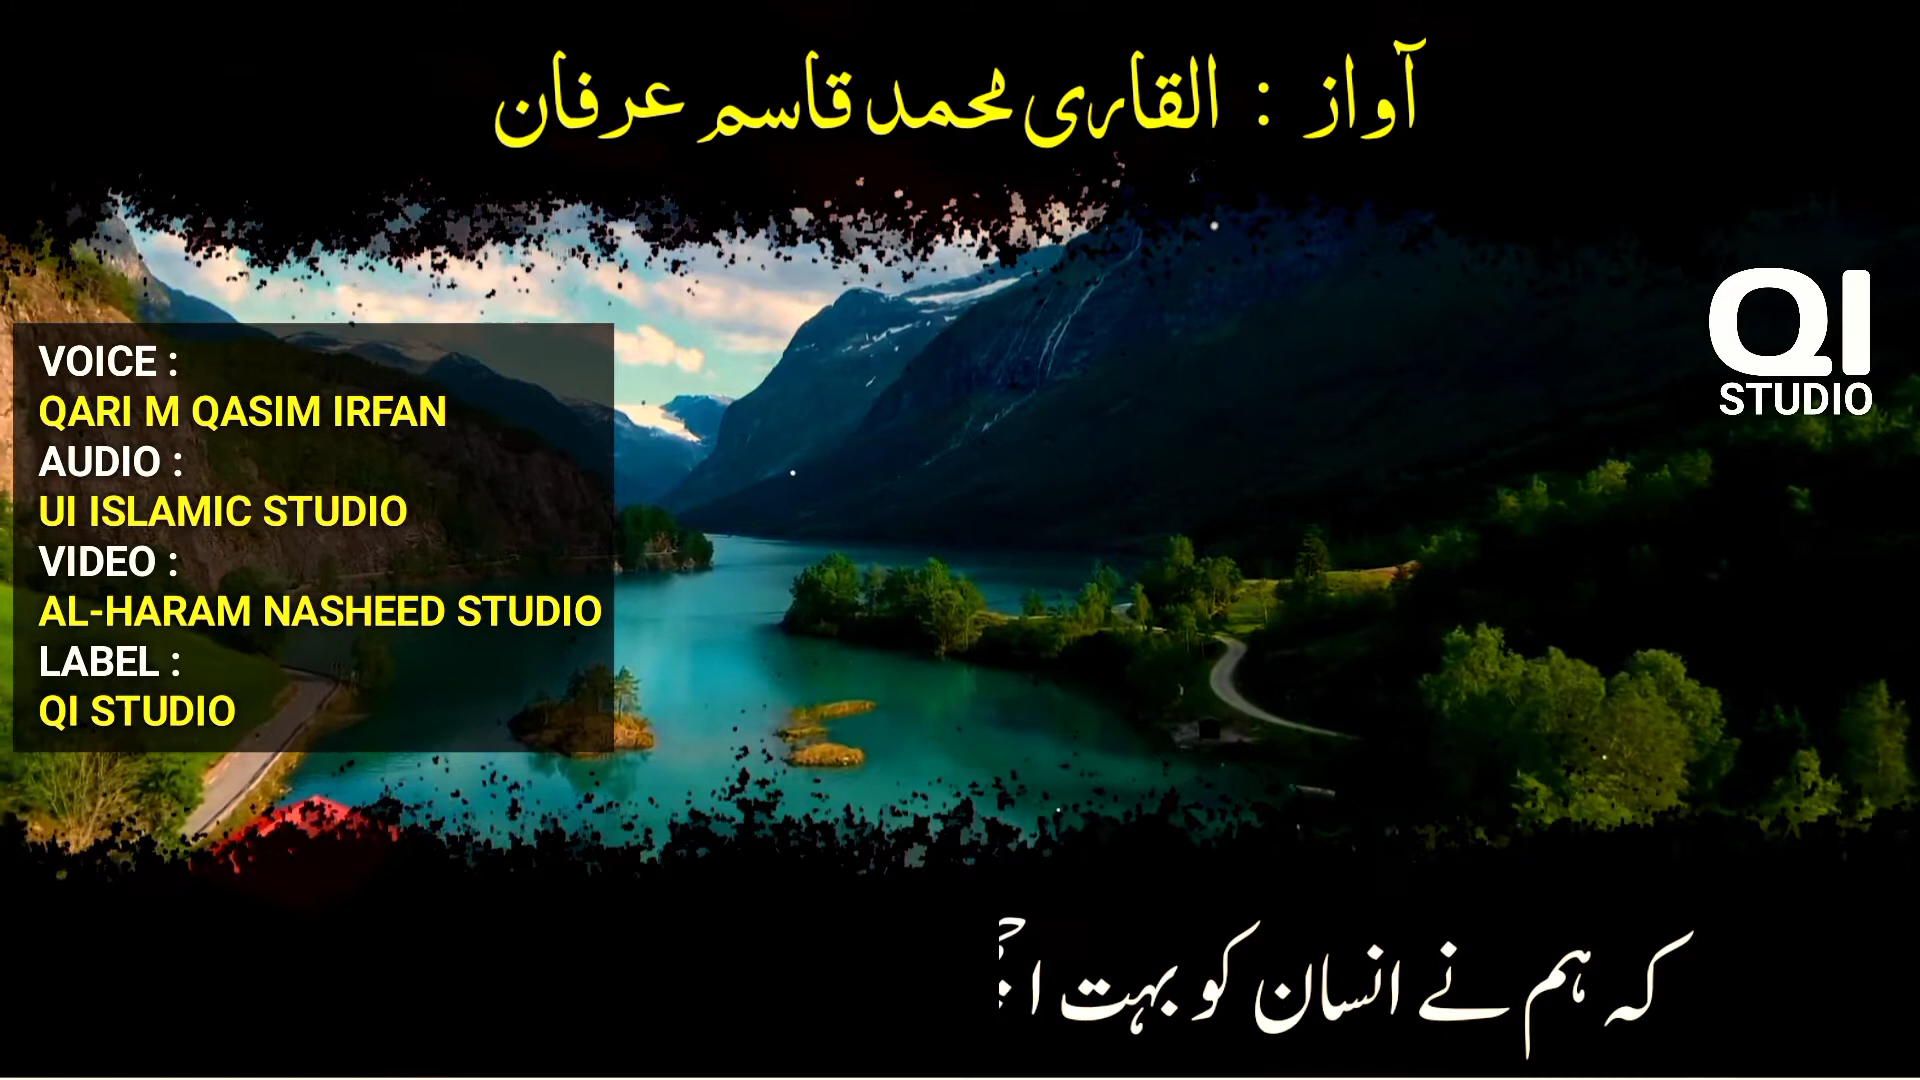 آواز : القاری محمد قاسم عرفان
VOICE :
QARI M QASIM IRFAN
AUDIO :
UI ISLAMIC STUDIO
VIDEO :
AL-HARAM NASHEED STUDIO
LABEL :
QI STUDIO
QI
STUDIO
کہ ہم نے انسان کو بہت